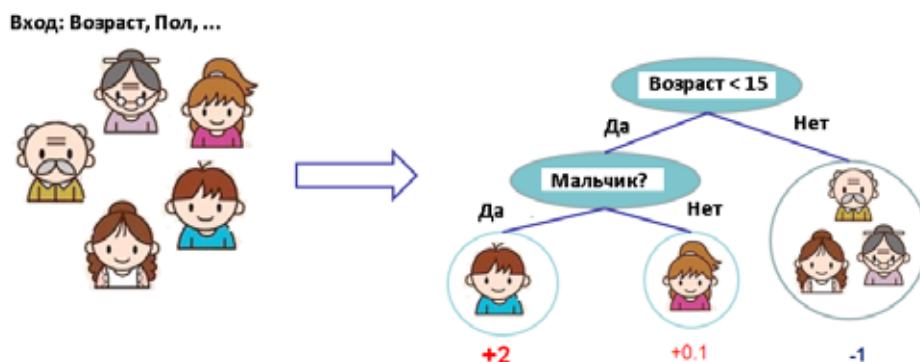 Вход: Возраст, Пол, ...
Возраст < 15
Да
Нет
Мальчик?
Да
Нет
+2
+0.1
-1